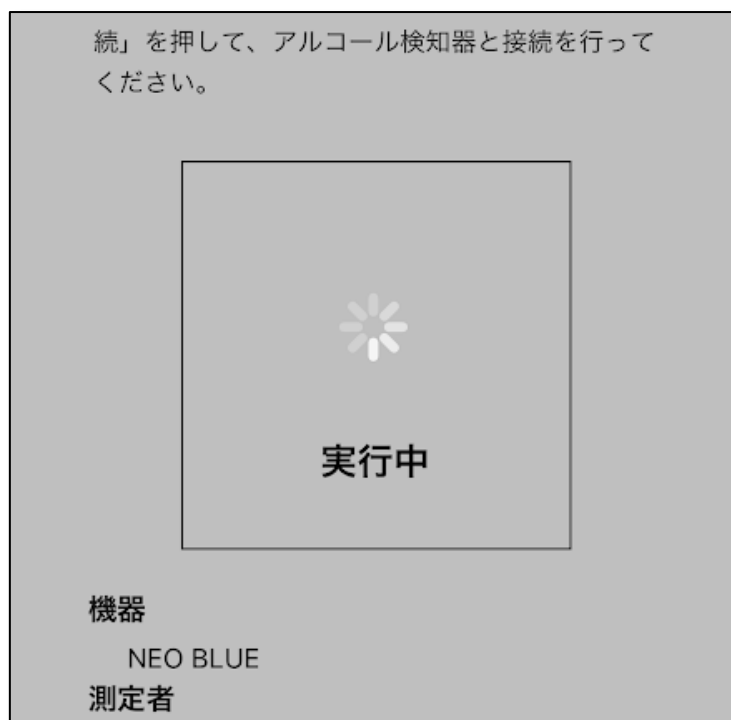 続」を押して、アルコール検知器と接続を行って
ください。
実行中
機器
NEO BLUE
測定者